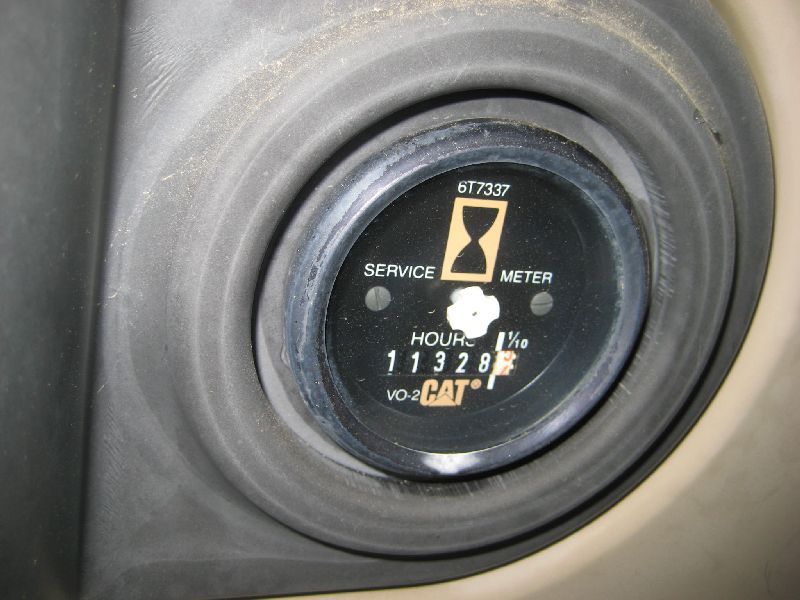 6T7337
SERVICE METER
HOURS 1/10
11328
VO-2 CAT®